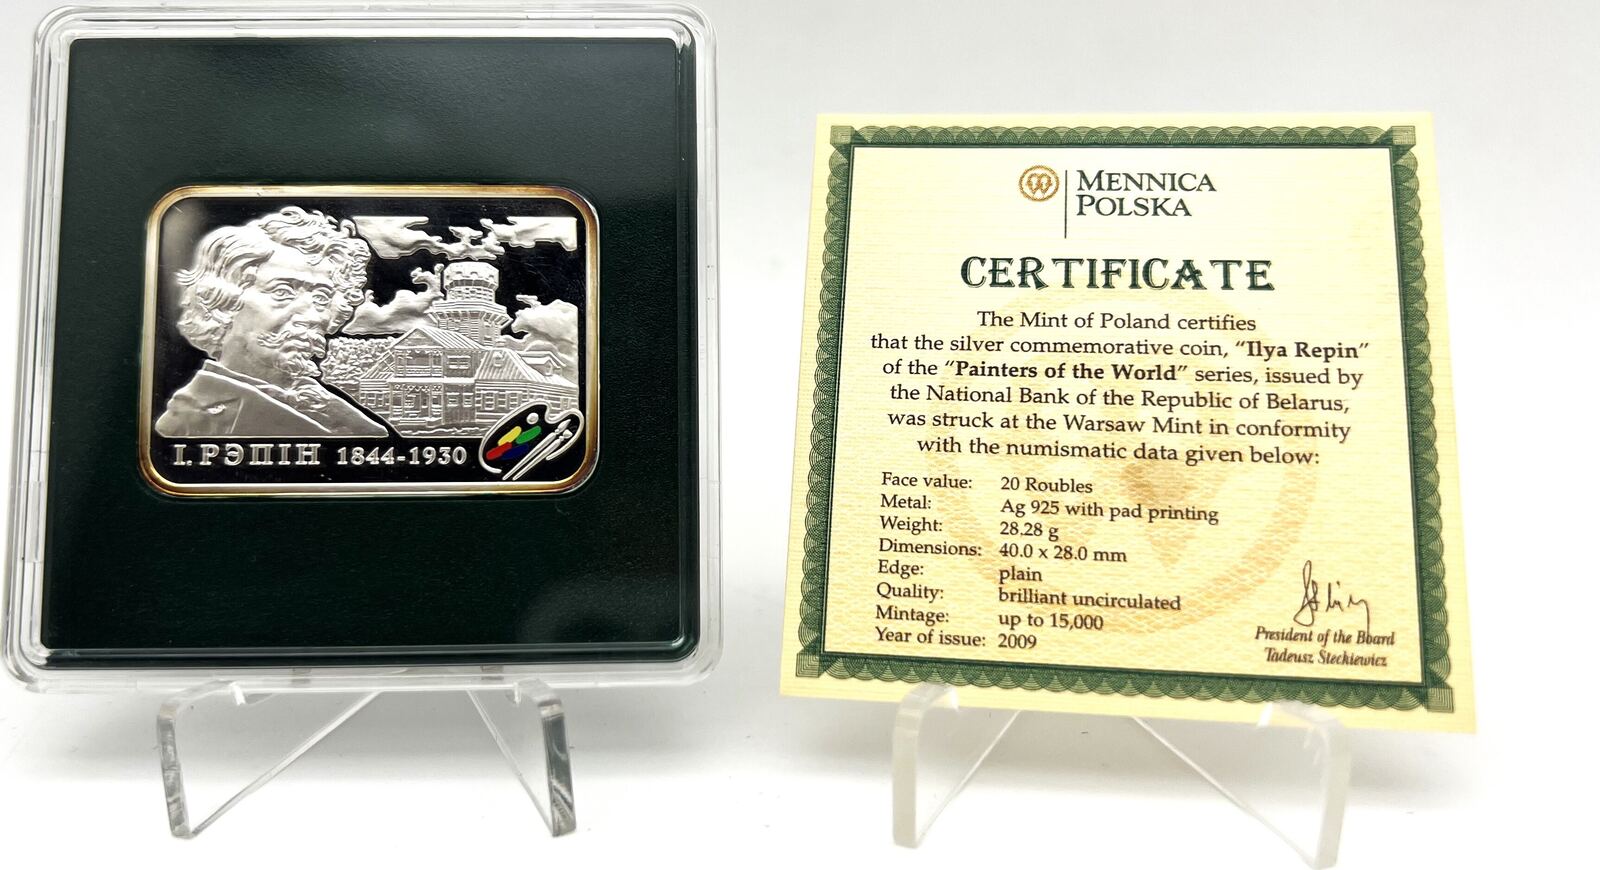 І. РЭПІН 1844-1930
MENNICA
POLSKA
CERTIFICATE
The Mint of Poland certifies
that the silver commemorative coin, “Ilya Repin”
of the “Painters of the World” series, issued by
the National Bank of the Republic of Belarus,
was struck at the Warsaw Mint in conformity
with the numismatic data given below:
Face value: 20 Roubles
Metal: Ag 925 with pad printing
Weight: 28.28 g
Dimensions: 40.0 x 28.0 mm
Edge: plain
Quality: brilliant uncirculated
Mintage: up to 15,000
Year of issue: 2009
President of the Board
Tadeusz Steckiewicz